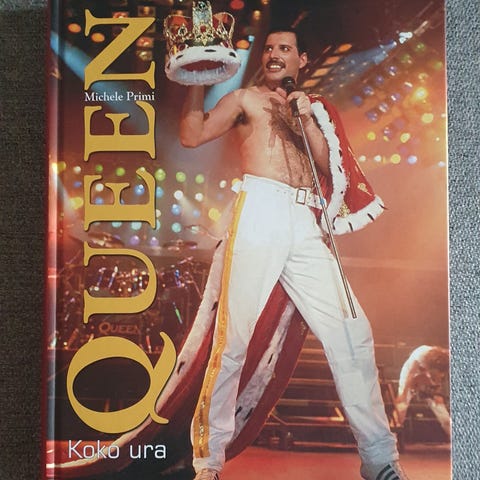 QUEEN
Michele Primi
Koko ura
QUEEN